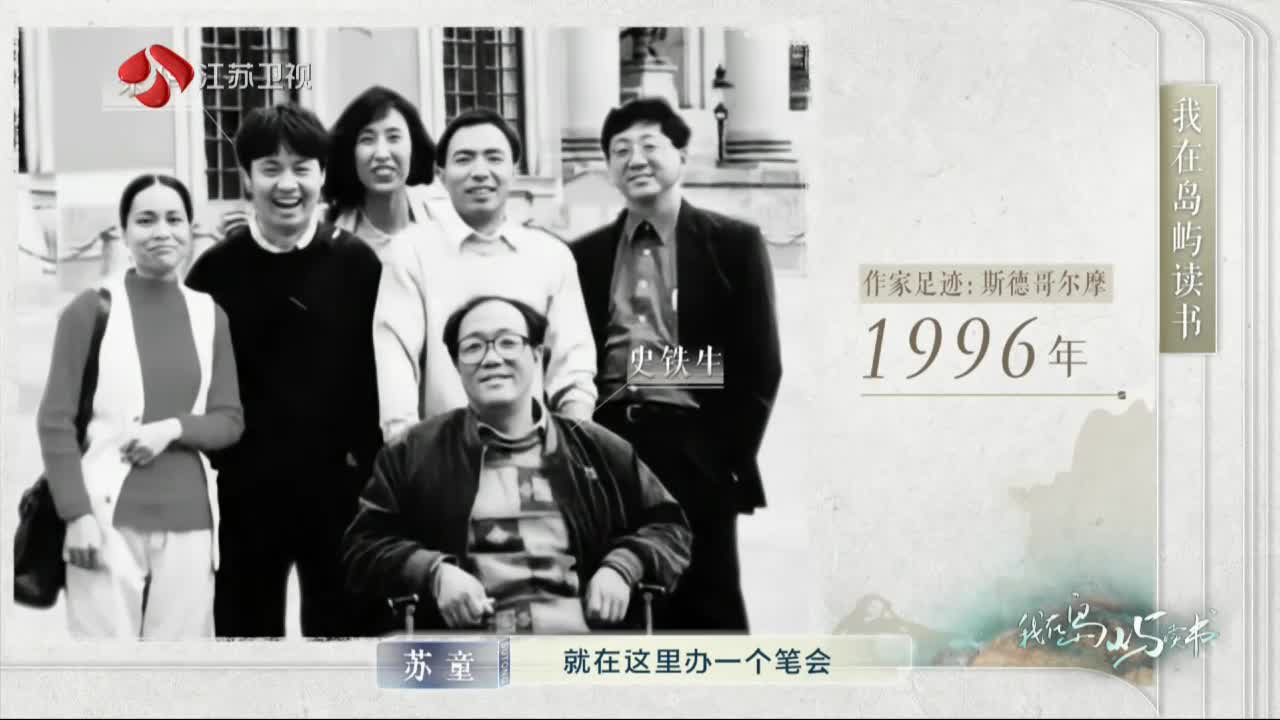 江苏卫视
我在岛屿读书
作家足迹：斯德哥尔摩
1996年
史铁生
我在岛屿读书
苏童
就在这里办一个笔会